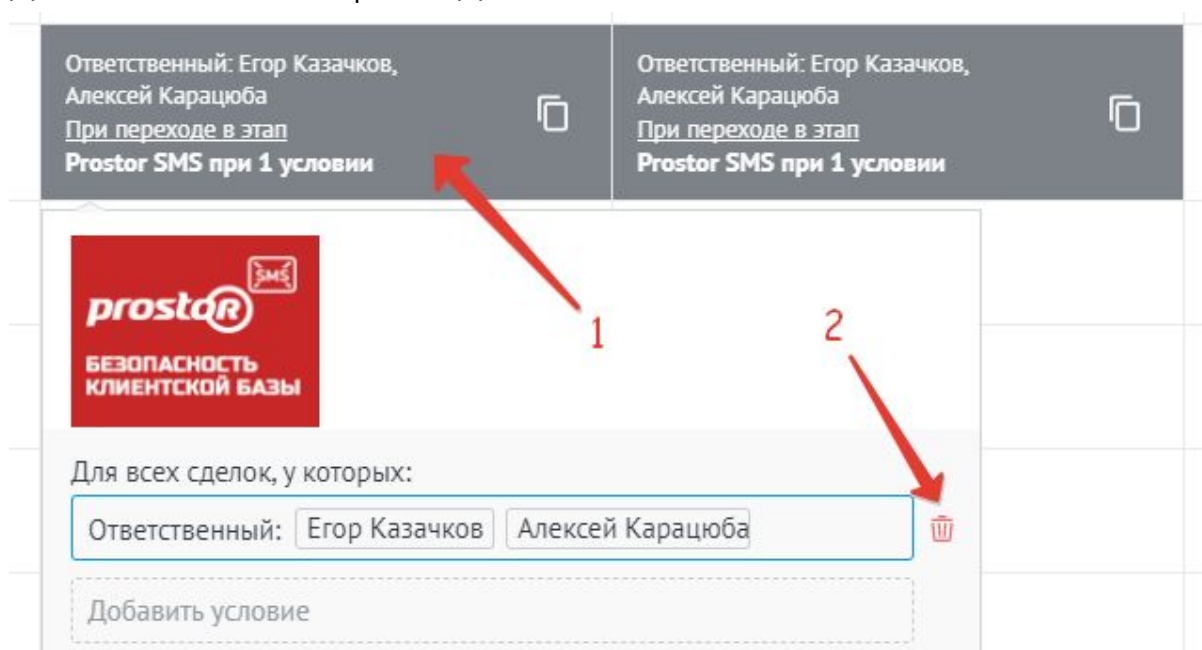 Ответственный: Егор Казачков,
Алексей Карацюба
При переходе в этап
Prostor SMS при 1 условии
Ответственный: Егор Казачков,
Алексей Карацюба
При переходе в этап
Prostor SMS при 1 условии
SMS
prostoR
БЕЗОПАСНОСТЬ
КЛИЕНТСКОЙ БАЗЫ
1
2
Для всех сделок, у которых:
Ответственный: Егор Казачков Алексей Карацюба
Добавить условие